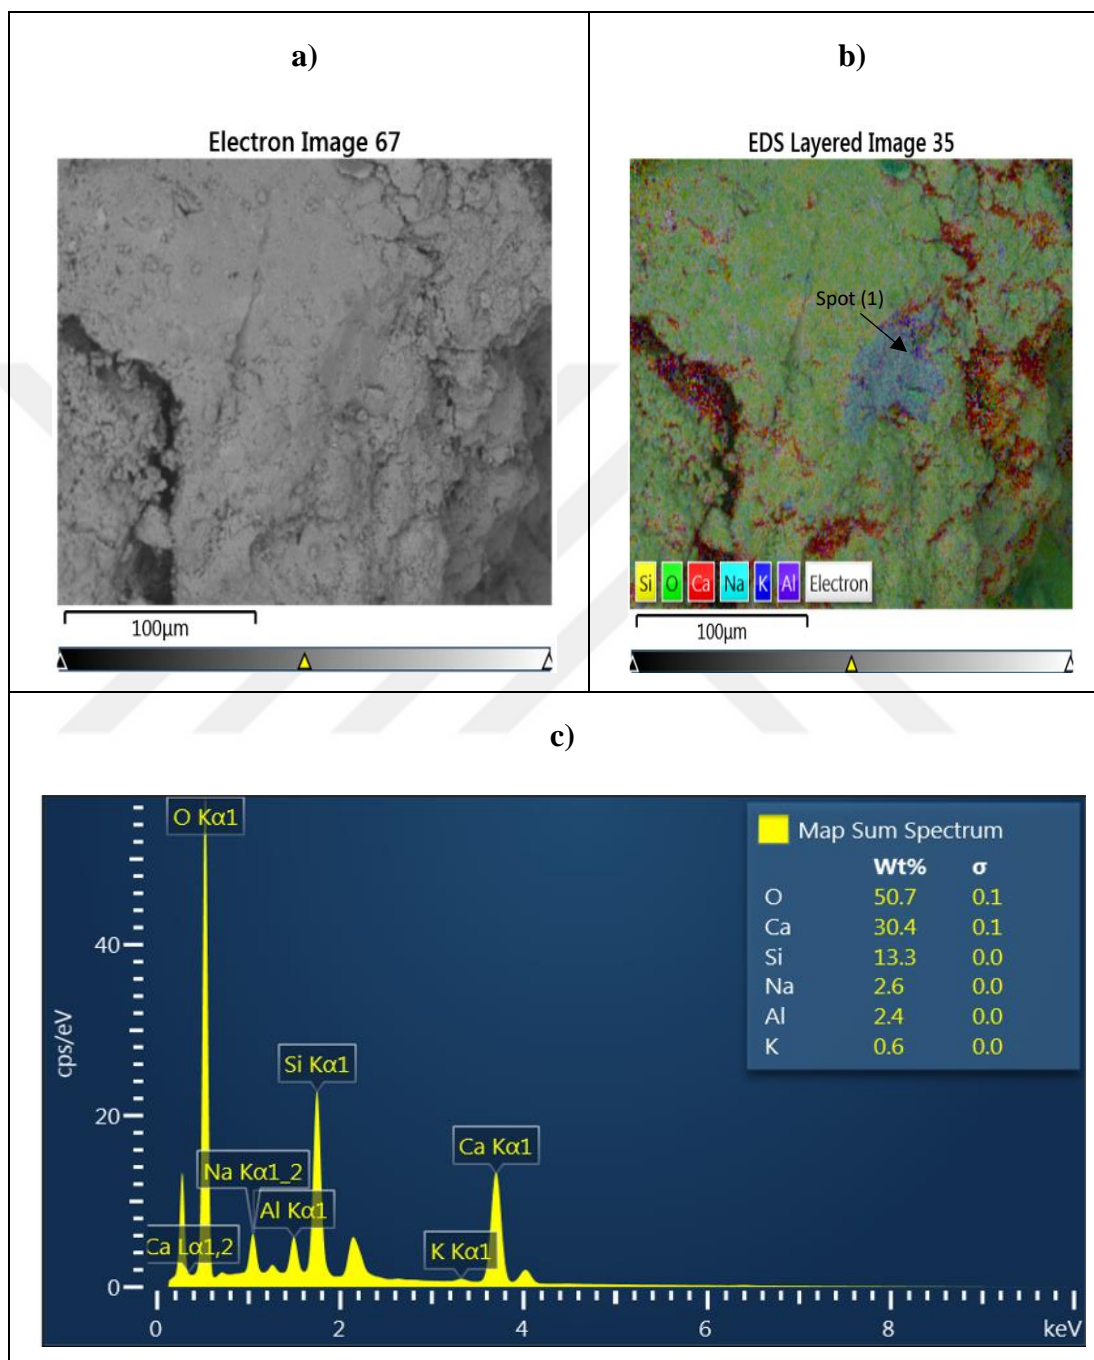 a)
b)
Electron Image 67
EDS Layered Image 35
Spot (1)
Si O Ca Na K Al Electron
100µm
100µm
c)
O Kα1
Si Kα1
Na Kα1_2
Al Kα1
Ca Lα1,2
K Kα1
Ca Kα1
Map Sum Spectrum
Wt% σ
O 50.7 0.1
Ca 30.4 0.1
Si 13.3 0.0
Na 2.6 0.0
Al 2.4 0.0
K 0.6 0.0
cps/eV
40
20
0
0 2 4 6 8 keV